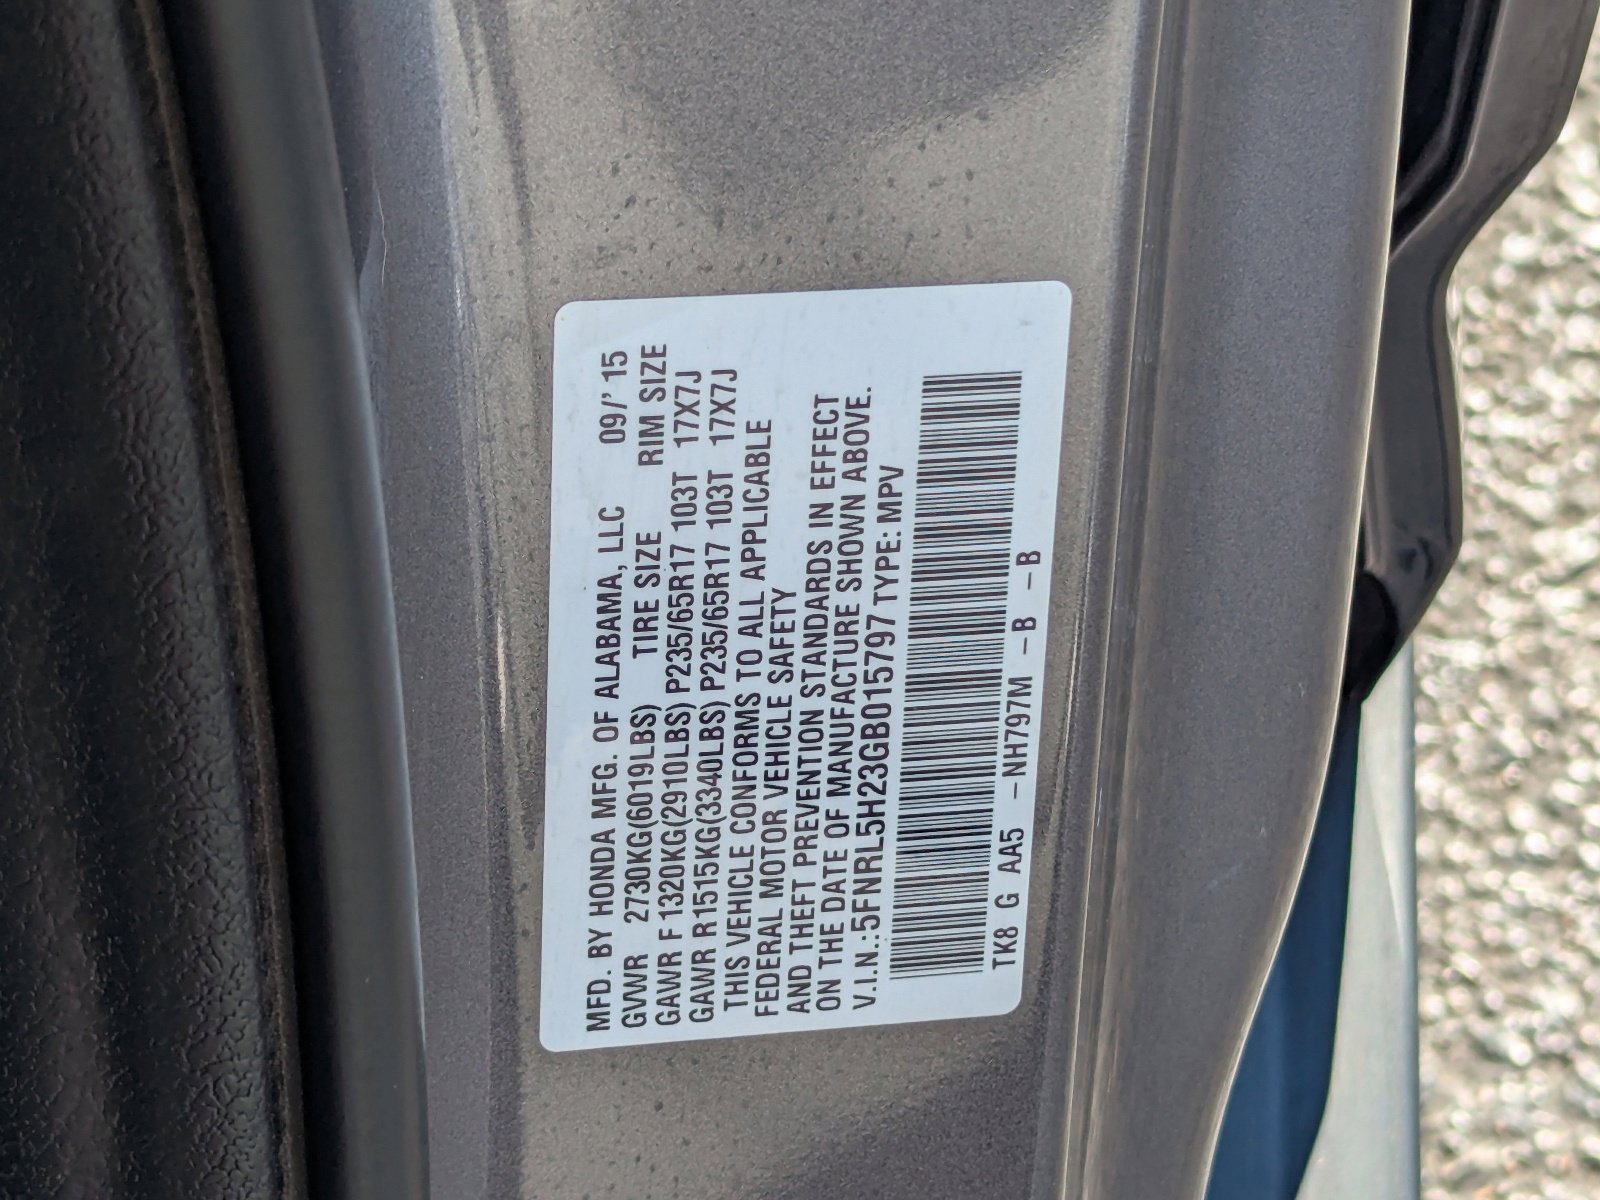 MFD. BY HONDA MFG. OF ALABAMA, LLC 09/' 15
GVWR 2730KG(6019LBS) TIRE SIZE RIM SIZE
GAWR F 1320KG(2910LBS) P235/65R17 103T 17X7J
GAWR R1515KG(3340LBS) P235/65R17 103T 17X7J
THIS VEHICLE CONFORMS TO ALL APPLICABLE
FEDERAL MOTOR VEHICLE SAFETY
AND THEFT PREVENTION STANDARDS IN EFFECT
ON THE DATE OF MANUFACTURE SHOWN ABOVE.
V.I.N.:5FNRL5H23GB015797 TYPE: MPV
TK8 G AA5 -NH797M -B -B